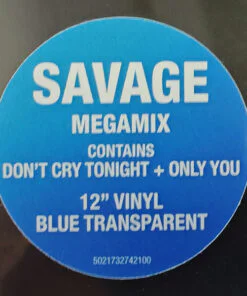 SAVAGE
MEGAMIX
CONTAINS
DON'T CRY TONIGHT + ONLY YOU
12” VINYL
BLUE TRANSPARENT
5021732742100